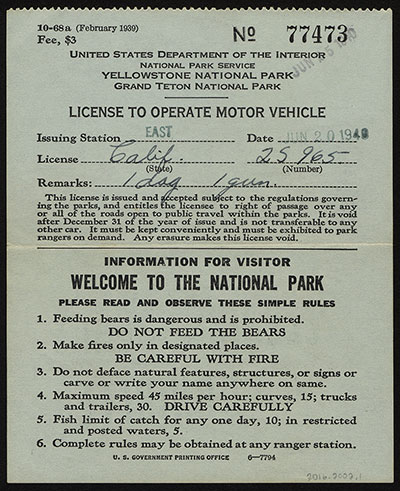 10-68a (February 1939)
Fee, $3
No 77473
UNITED STATES DEPARTMENT OF THE INTERIOR
NATIONAL PARK SERVICE
YELLOWSTONE NATIONAL PARK
GRAND TETON NATIONAL PARK
LICENSE TO OPERATE MOTOR VEHICLE
Issuing Station EAST Date JUN 20 1940
License Calif. 2S 965
(State) (Number)
Remarks: 1 dog 1 gun.
This license is issued and accepted subject to the regulations govern-
ing the parks, and entitles the licensee to right of passage over any
or all of the roads open to public travel within the parks. It is void
after December 31 of the year of issue and is not transferable to any
other car. It must be kept conveniently and must be exhibited to park
rangers on demand. Any erasure makes this license void.
INFORMATION FOR VISITOR
WELCOME TO THE NATIONAL PARK
PLEASE READ AND OBSERVE THESE SIMPLE RULES
1. Feeding bears is dangerous and is prohibited.
DO NOT FEED THE BEARS
2. Make fires only in designated places.
BE CAREFUL WITH FIRE
3. Do not deface natural features, structures, or signs or
carve or write your name anywhere on same.
4. Maximum speed 45 miles per hour; curves, 15; trucks
and trailers, 30. DRIVE CAREFULLY
5. Fish limit of catch for any one day, 10; in restricted
and posted waters, 5.
6. Complete rules may be obtained at any ranger station.
U. S. GOVERNMENT PRINTING OFFICE 6—7794